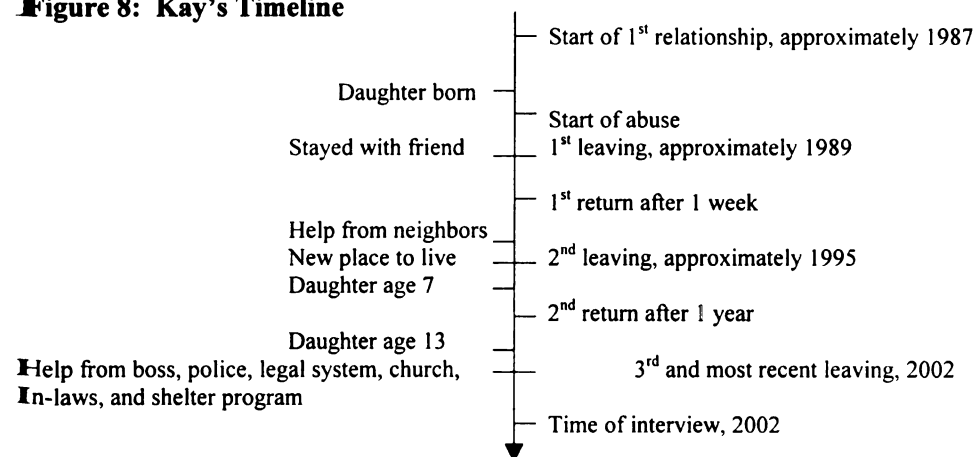 Figure 8: Kay's Timeline
Start of 1st relationship, approximately 1987
Daughter born
Start of abuse
Stayed with friend
1st leaving, approximately 1989
1st return after 1 week
Help from neighbors
New place to live
2nd leaving, approximately 1995
Daughter age 7
2nd return after 1 year
Daughter age 13
Help from boss, police, legal system, church,
3rd and most recent leaving, 2002
In-laws, and shelter program
Time of interview, 2002